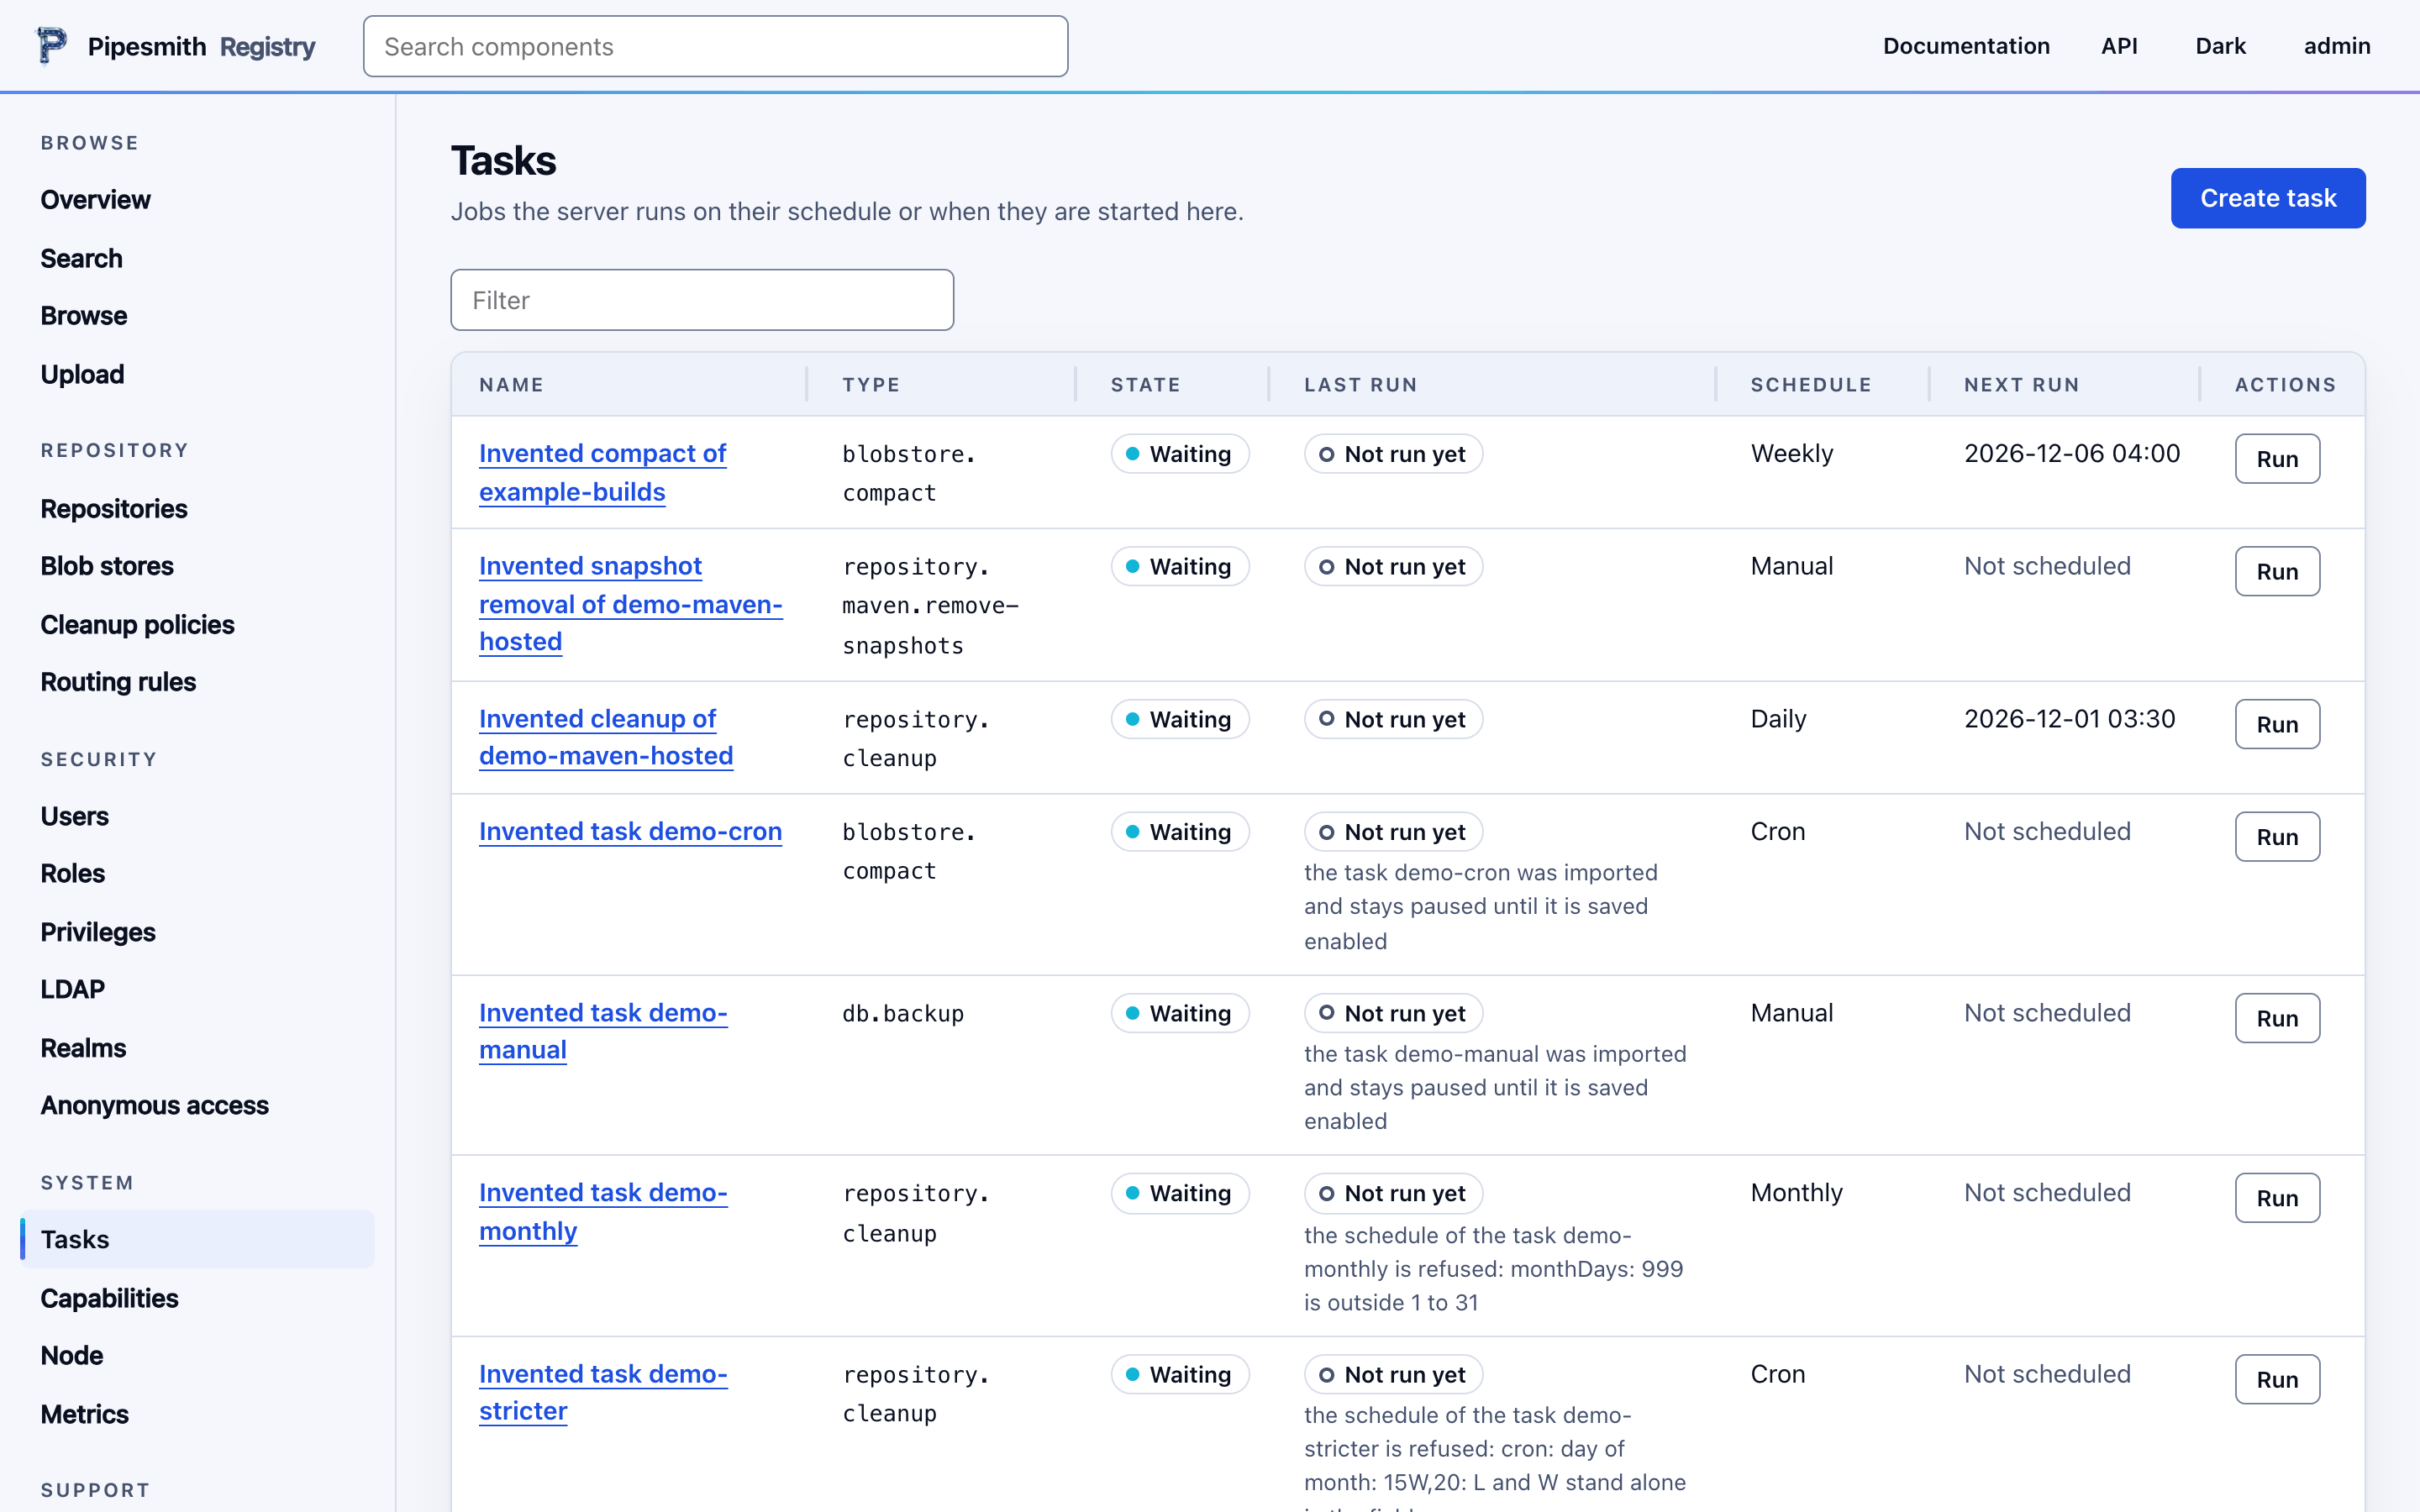 Pipesmith Registry
Search components
Documentation
API
Dark
admin
BROWSE
Overview
Search
Browse
Upload
REPOSITORY
Repositories
Blob stores
Cleanup policies
Routing rules
SECURITY
Users
Roles
Privileges
LDAP
Realms
Anonymous access
SYSTEM
Tasks
Capabilities
Node
Metrics
SUPPORT
Tasks
Jobs the server runs on their schedule or when they are started here.
Create task
Filter
NAME TYPE STATE LAST RUN SCHEDULE NEXT RUN ACTIONS
Invented compact of
example-builds
blobstore.
compact
Waiting
Not run yet
Weekly
2026-12-06 04:00
Run
Invented snapshot
removal of demo-maven-
hosted
repository.
maven.remove-
snapshots
Waiting
Not run yet
Manual
Not scheduled
Run
Invented cleanup of
demo-maven-hosted
repository.
cleanup
Waiting
Not run yet
Daily
2026-12-01 03:30
Run
Invented task demo-cron
blobstore.
compact
Waiting
Not run yet
the task demo-cron was imported
and stays paused until it is saved
enabled
Cron
Not scheduled
Run
Invented task demo-
manual
db.backup
Waiting
Not run yet
the task demo-manual was imported
and stays paused until it is saved
enabled
Manual
Not scheduled
Run
Invented task demo-
monthly
repository.
cleanup
Waiting
Not run yet
the schedule of the task demo-
monthly is refused: monthDays: 999
is outside 1 to 31
Monthly
Not scheduled
Run
Invented task demo-
stricter
repository.
cleanup
Waiting
Not run yet
the schedule of the task demo-
stricter is refused: cron: day of
month: 15W,20: L and W stand alone
Cron
Not scheduled
Run